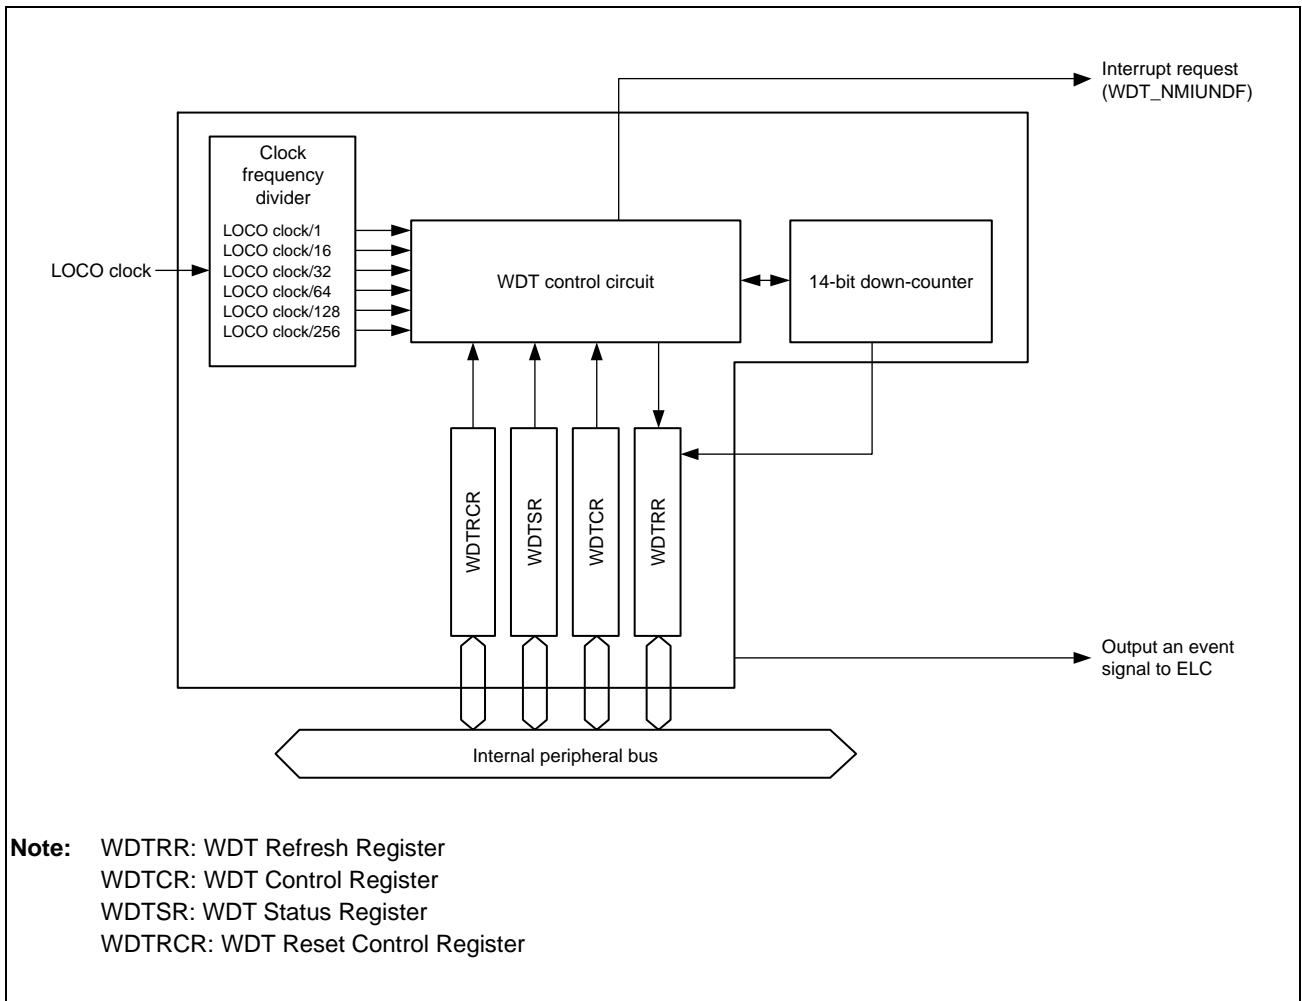 Interrupt request
(WDT_NMIUNDF)
Clock
frequency
divider
LOCO clock/1
LOCO clock/16
LOCO clock/32
LOCO clock/64
LOCO clock/128
LOCO clock/256
LOCO clock
WDT control circuit
14-bit down-counter
WDTRCR
WDTSR
WDTCR
WDTRR
Output an event
signal to ELC
Internal peripheral bus
Note: WDTRR: WDT Refresh Register
WDTCR: WDT Control Register
WDTSR: WDT Status Register
WDTRCR: WDT Reset Control Register